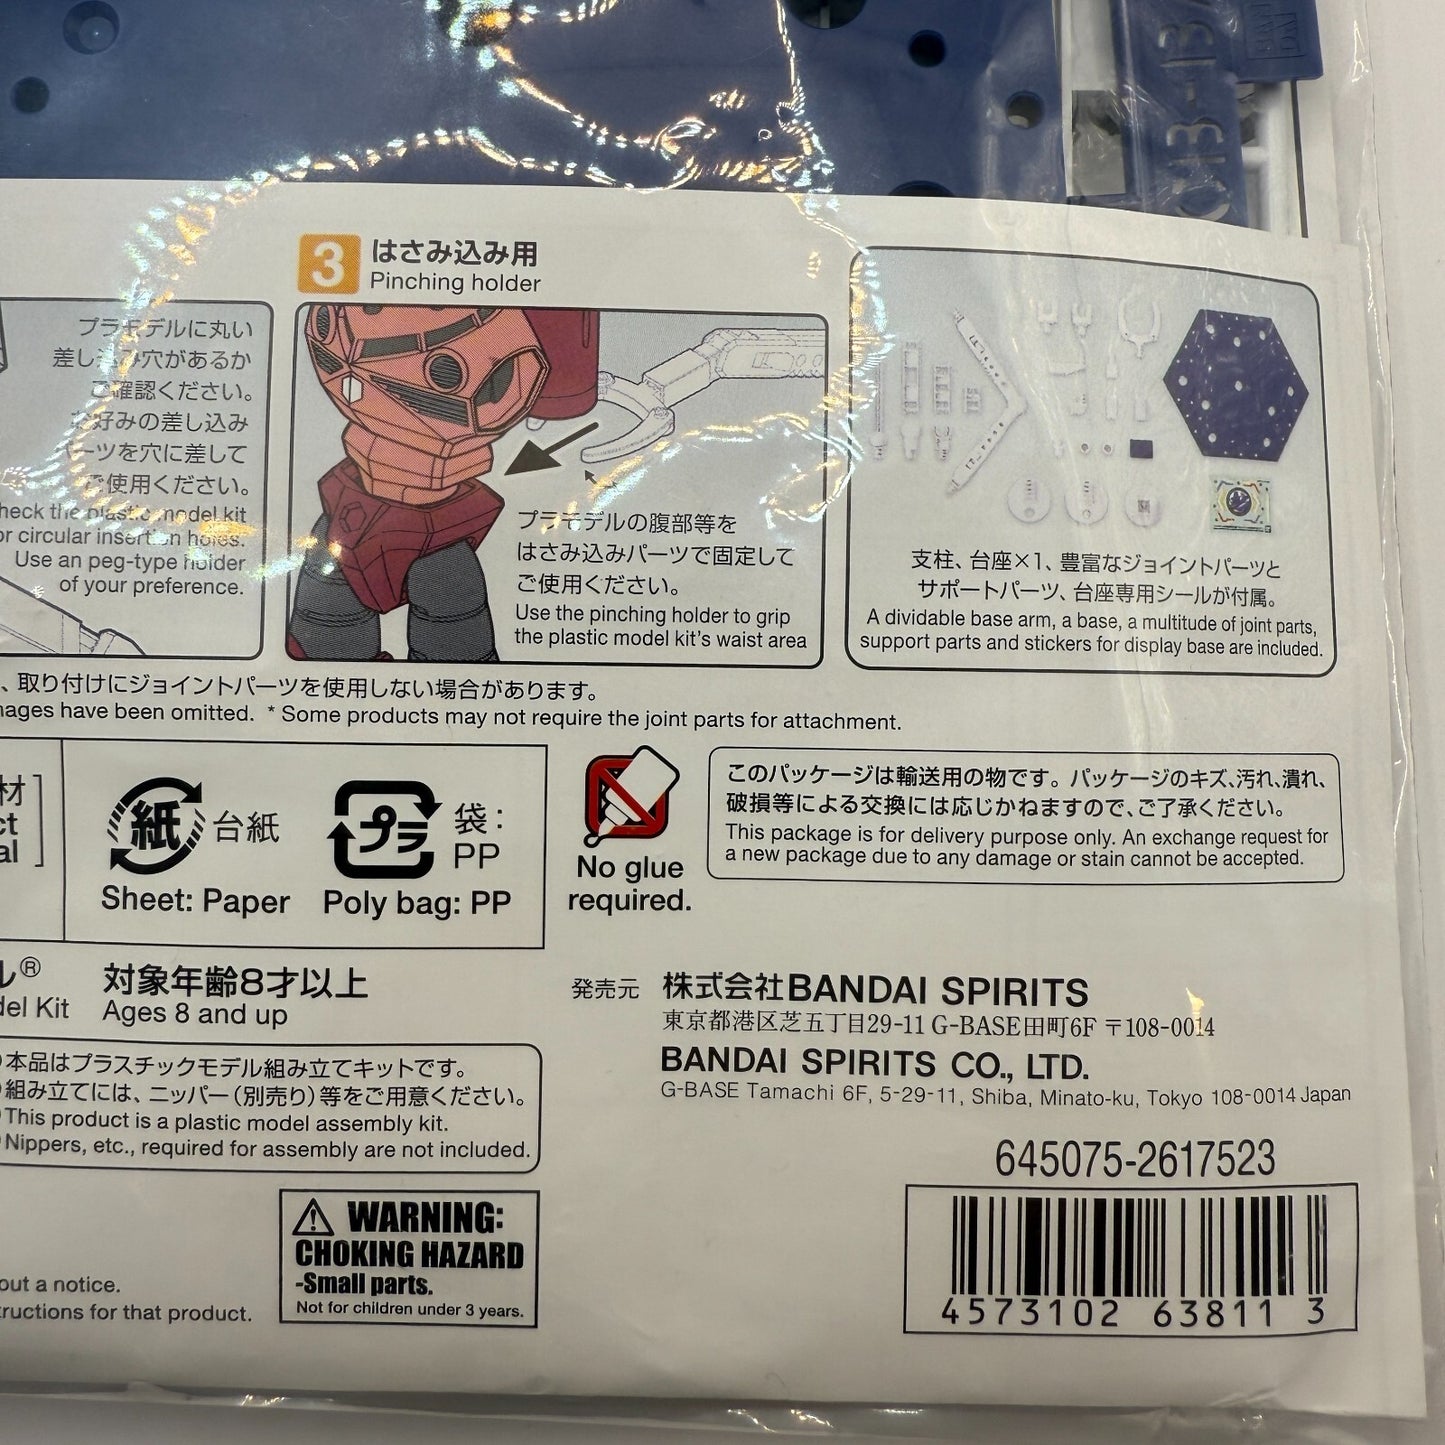 3 はさみ込み用
Pinching holder
プラモデルに丸い
穴があるか
ご確認ください。
お好みの差し込み
パーツを穴に差して
ご使用ください。
heck the plastic model kit
or circular insertion holes.
Use an peg-type holder
of your preference.
プラモデルの腹部等を
はさみ込みパーツで固定して
ご使用ください。
Use the pinching holder to grip
the plastic model kit's waist area
支柱、台座×1、豊富なジョイントパーツと
サポートパーツ、台座専用シールが付属。
A dividable base arm, a base, a multitude of joint parts,
support parts and stickers for display base are included.
、取り付けにジョイントパーツを使用しない場合があります。
mages have been omitted. * Some products may not require the joint parts for attachment.
材
ct
al
紙 台紙
Sheet: Paper
プラ 袋:
PP
Poly bag: PP
No glue
required.
このパッケージは輸送用の物です。パッケージのキズ、汚れ、潰れ、
破損等による交換には応じかねますので、ご了承ください。
This package is for delivery purpose only. An exchange request for
a new package due to any damage or stain cannot be accepted.
ル®
del Kit
対象年齢8才以上
Ages 8 and up
発売元 株式会社BANDAI SPIRITS
東京都港区芝五丁目29-11 G-BASE田町6F 〒108-0014
BANDAI SPIRITS CO., LTD.
G-BASE Tamachi 6F, 5-29-11, Shiba, Minato-ku, Tokyo 108-0014 Japan
本品はプラスチックモデル組み立てキットです。
組み立てには、ニッパー(別売り)等をご用意ください。
This product is a plastic model assembly kit.
Nippers, etc., required for assembly are not included.
645075-2617523
4573102 63811 3
WARNING:
CHOKING HAZARD
-Small parts.
Not for children under 3 years.
out a notice.
tructions for that product.